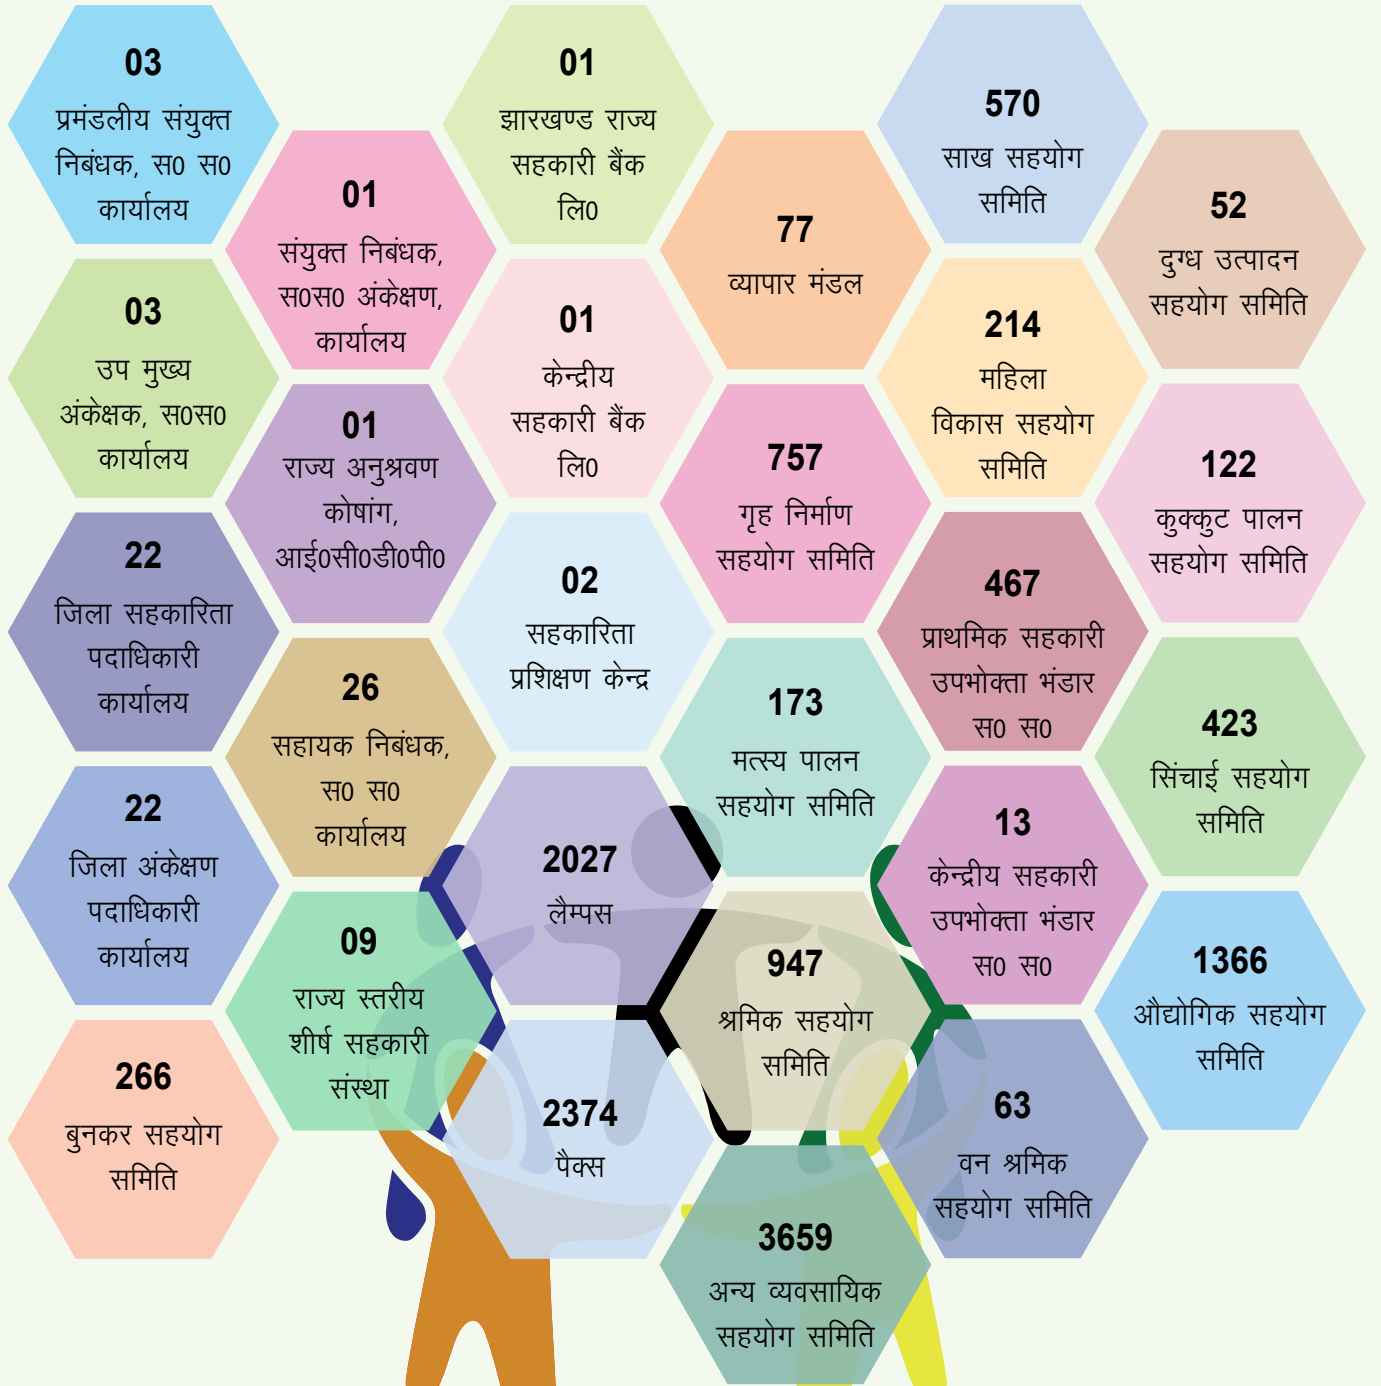 03
प्रमंडलीय संयुक्त
निबंधक, स0 स0
कार्यालय
03
उप मुख्य
अंकेक्षक, स0स0
कार्यालय
22
जिला सहकारिता
पदाधिकारी
कार्यालय
22
जिला अंकेक्षण
पदाधिकारी
कार्यालय
266
बुनकर सहयोग
समिति
01
संयुक्त निबंधक,
स0स0 अंकेक्षण,
कार्यालय
01
राज्य अनुश्रवण
कोषांग,
आई0सी0डी0पी0
26
सहायक निबंधक,
स0 स0
कार्यालय
09
राज्य स्तरीय
शीर्ष सहकारी
संस्था
01
झारखण्ड राज्य
सहकारी बैंक
लि0
01
केन्द्रीय
सहकारी बैंक
लि0
02
सहकारिता
प्रशिक्षण केन्द्र
2027
लैम्पस
2374
पैक्स
77
व्यापार मंडल
757
गृह निर्माण
सहयोग समिति
173
मत्स्य पालन
सहयोग समिति
947
श्रमिक सहयोग
समिति
3659
अन्य व्यवसायिक
सहयोग समिति
570
साख सहयोग
समिति
214
महिला
विकास सहयोग
समिति
467
प्राथमिक सहकारी
उपभोक्ता भंडार
स0 स0
13
केन्द्रीय सहकारी
उपभोक्ता भंडार
स0 स0
63
वन श्रमिक
सहयोग समिति
52
दुग्ध उत्पादन
सहयोग समिति
122
कुक्कुट पालन
सहयोग समिति
423
सिंचाई सहयोग
समिति
1366
औद्योगिक सहयोग
समिति